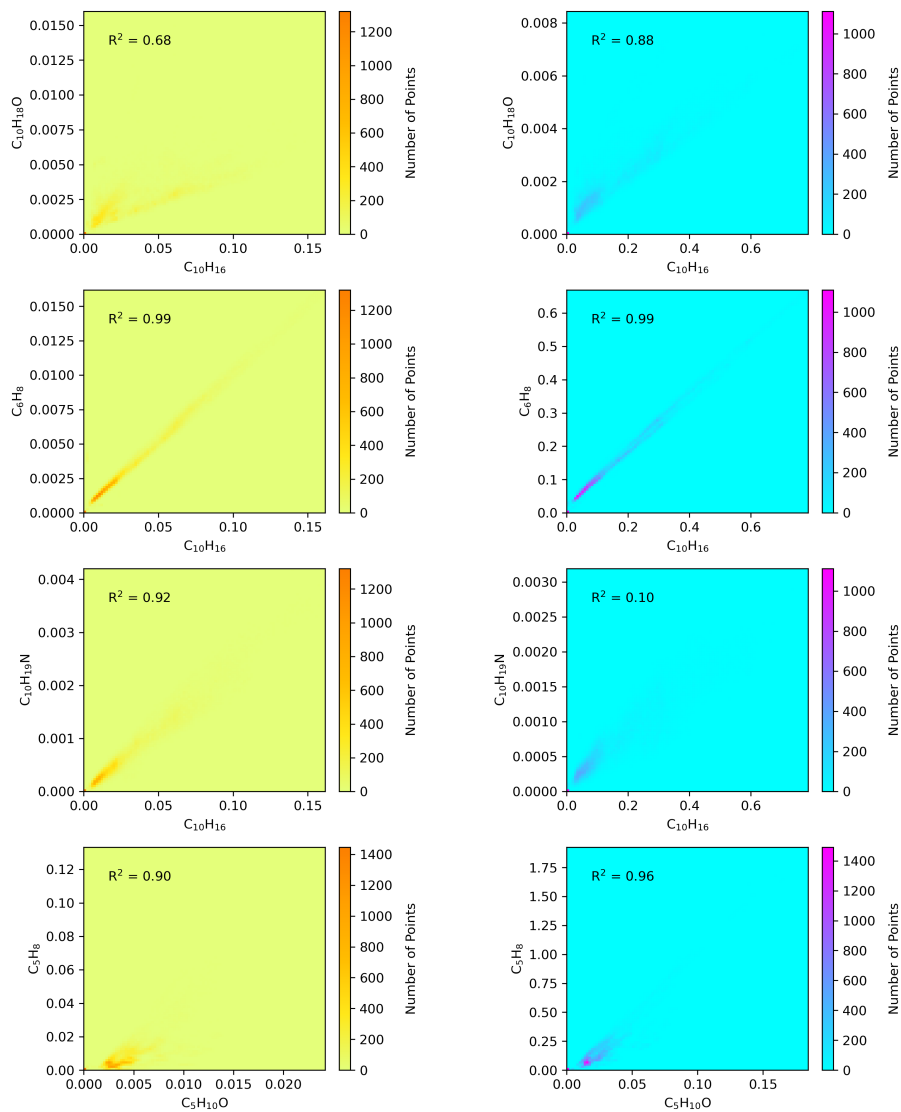 0.0150
0.0125
0.0100
0.0075
0.0050
0.0025
0.0000
C₁₀H₁₈O
R² = 0.68
0.00 0.05 0.10 0.15
C₁₀H₁₆
1200
1000
800
600
400
200
0
Number of Points
0.008
0.006
0.004
0.002
0.000
C₁₀H₁₈O
R² = 0.88
0.0 0.2 0.4 0.6
C₁₀H₁₆
1000
800
600
400
200
0
Number of Points
0.0150
0.0125
0.0100
0.0075
0.0050
0.0025
0.0000
C₆H₈
R² = 0.99
0.00 0.05 0.10 0.15
C₁₀H₁₆
1200
1000
800
600
400
200
0
Number of Points
0.6
0.5
0.4
0.3
0.2
0.1
0.0
C₆H₈
R² = 0.99
0.0 0.2 0.4 0.6
C₁₀H₁₆
1000
800
600
400
200
0
Number of Points
0.004
0.003
0.002
0.001
0.000
C₁₀H₁₉N
R² = 0.92
0.00 0.05 0.10 0.15
C₁₀H₁₆
1200
1000
800
600
400
200
0
Number of Points
0.0030
0.0025
0.0020
0.0015
0.0010
0.0005
0.0000
C₁₀H₁₉N
R² = 0.10
0.0 0.2 0.4 0.6
C₁₀H₁₆
1000
800
600
400
200
0
Number of Points
0.12
0.10
0.08
0.06
0.04
0.02
0.00
C₅H₈
R² = 0.90
0.000 0.005 0.010 0.015 0.020
C₅H₁₀O
1400
1200
1000
800
600
400
200
0
Number of Points
1.75
1.50
1.25
1.00
0.75
0.50
0.25
0.00
C₅H₈
R² = 0.96
0.00 0.05 0.10 0.15
C₅H₁₀O
1400
1200
1000
800
600
400
200
0
Number of Points